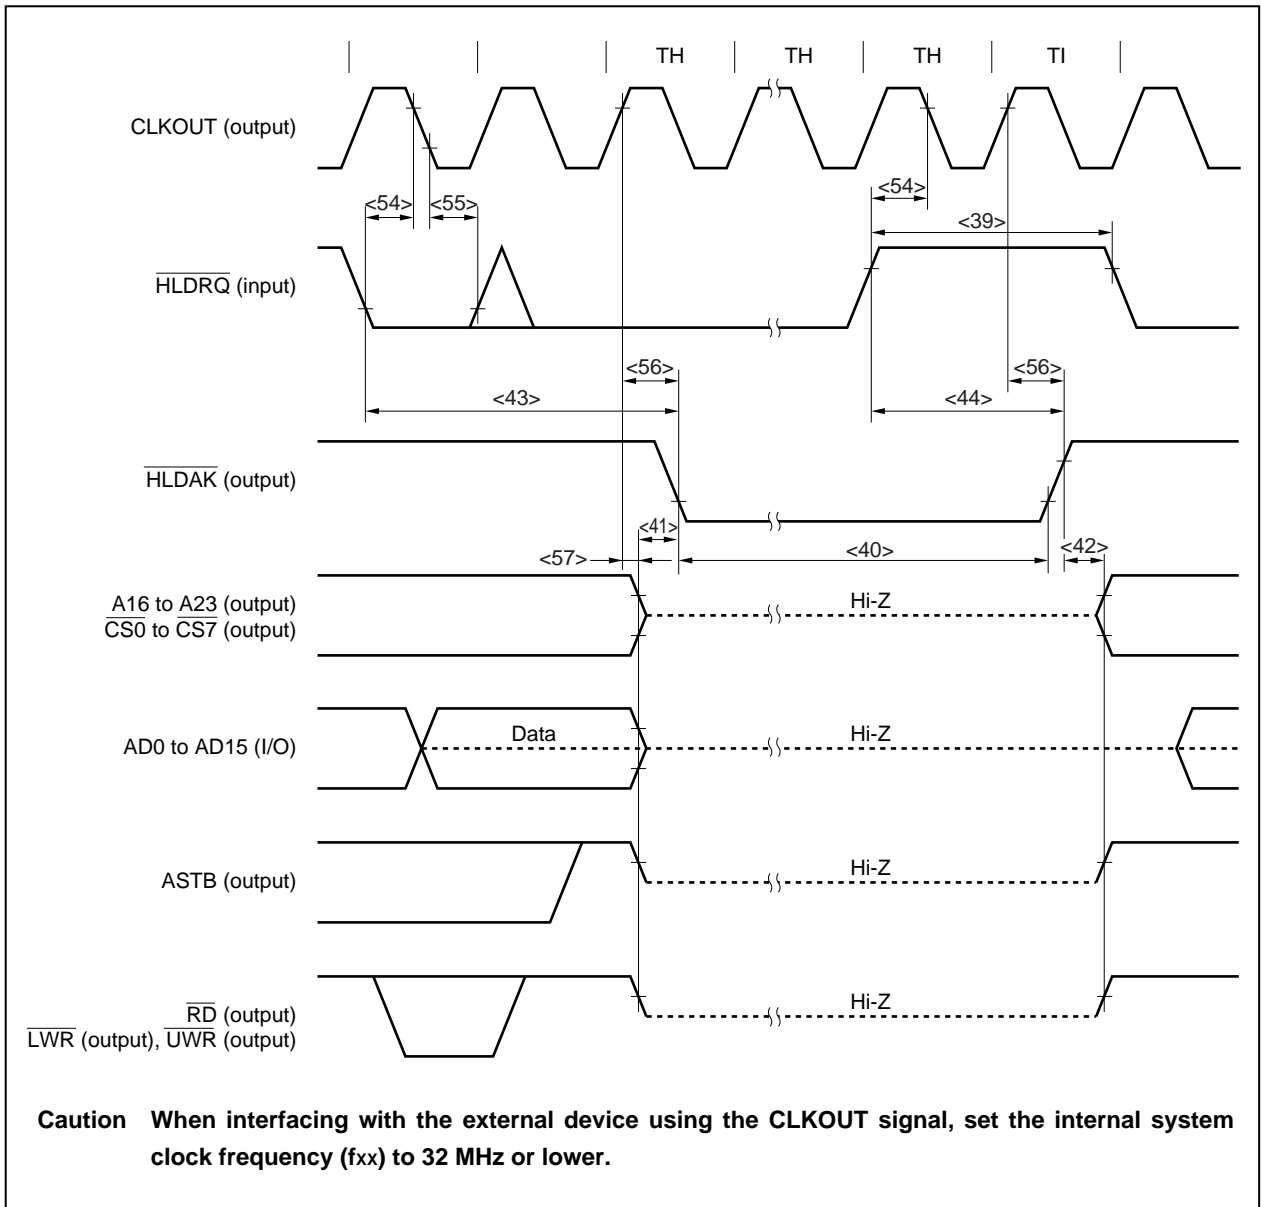 TH TH TH TI
CLKOUT (output)
<54>
<54> <55>
<39>
HLDRQ (input)
<56> <56>
<43> <44>
HLDAK (output)
<41>
<57> <40> <42>
A16 to A23 (output)
Hi-Z
CS0 to CS7 (output)
AD0 to AD15 (I/O)
Data
Hi-Z
ASTB (output)
Hi-Z
RD (output)
Hi-Z
LWR (output), UWR (output)
Caution When interfacing with the external device using the CLKOUT signal, set the internal system
clock frequency (fxx) to 32 MHz or lower.